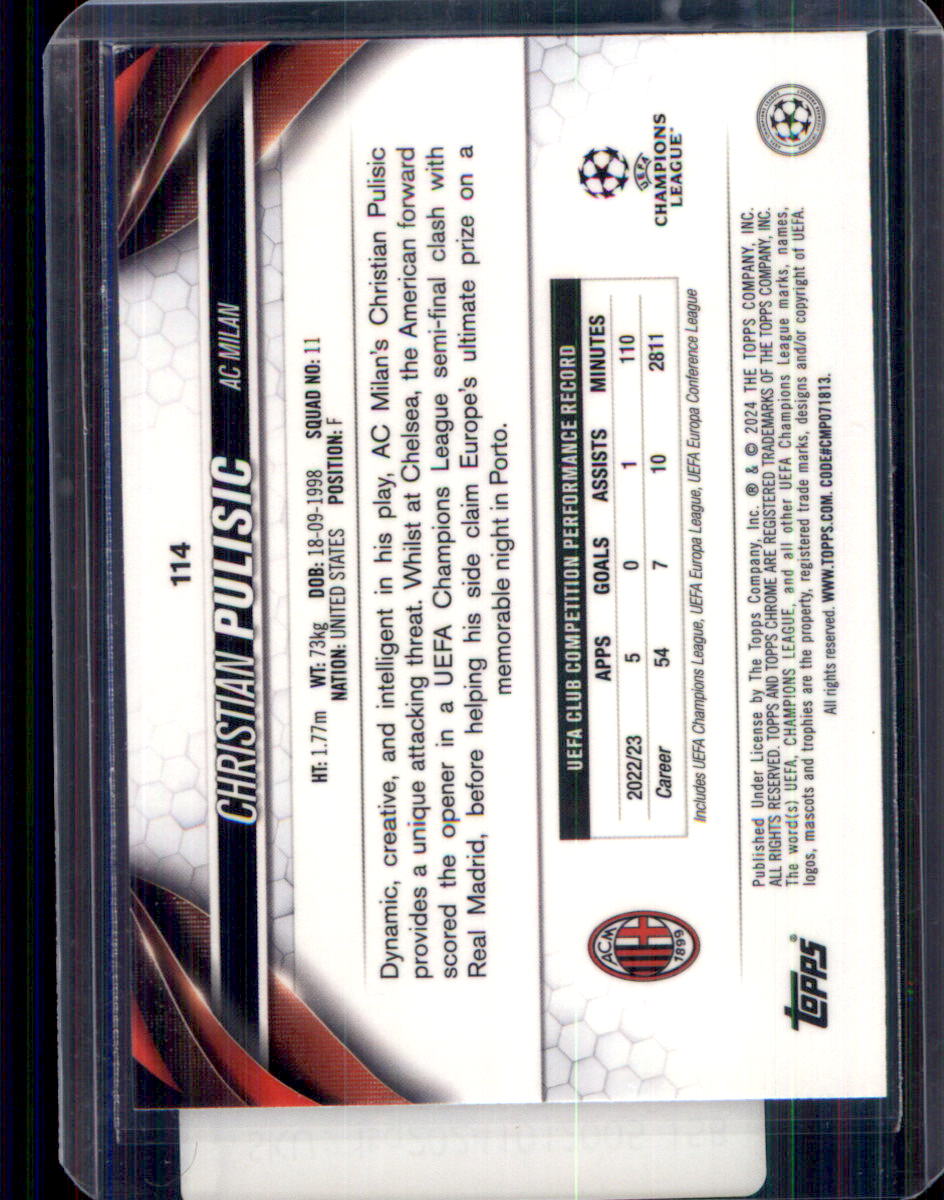 114
CHRISTIAN PULISIC AC MILAN
HT: 1.77m WT: 73kg DOB: 18-09-1998 SQUAD NO: 11
NATION: UNITED STATES POSITION: F
Dynamic, creative, and intelligent in his play, AC Milan's Christian Pulisic
provides a unique attacking threat. Whilst at Chelsea, the American forward
scored the opener in a UEFA Champions League semi-final clash with
Real Madrid, before helping his side claim Europe's ultimate prize on a
memorable night in Porto.
UEFA CLUB COMPETITION PERFORMANCE RECORD
APPS GOALS ASSISTS MINUTES
2022/23 5 0 1 110
Career 54 7 10 2811
Includes UEFA Champions League, UEFA Europa League, UEFA Europa Conference League
ACM
1899
UEFA
CHAMPIONS
LEAGUE
Topps®
Published Under License by The Topps Company, Inc. ® & © 2024 THE TOPPS COMPANY, INC.
ALL RIGHTS RESERVED. TOPPS AND TOPPS CHROME ARE REGISTERED TRADEMARKS OF THE TOPPS COMPANY, INC.
The word(s) UEFA, CHAMPIONS LEAGUE, and all other UEFA Champions League marks, names,
logos, mascots and trophies are the property, registered trade marks, designs and/or copyright of UEFA.
All rights reserved. WWW.TOPPS.COM. CODE#CMP071813.